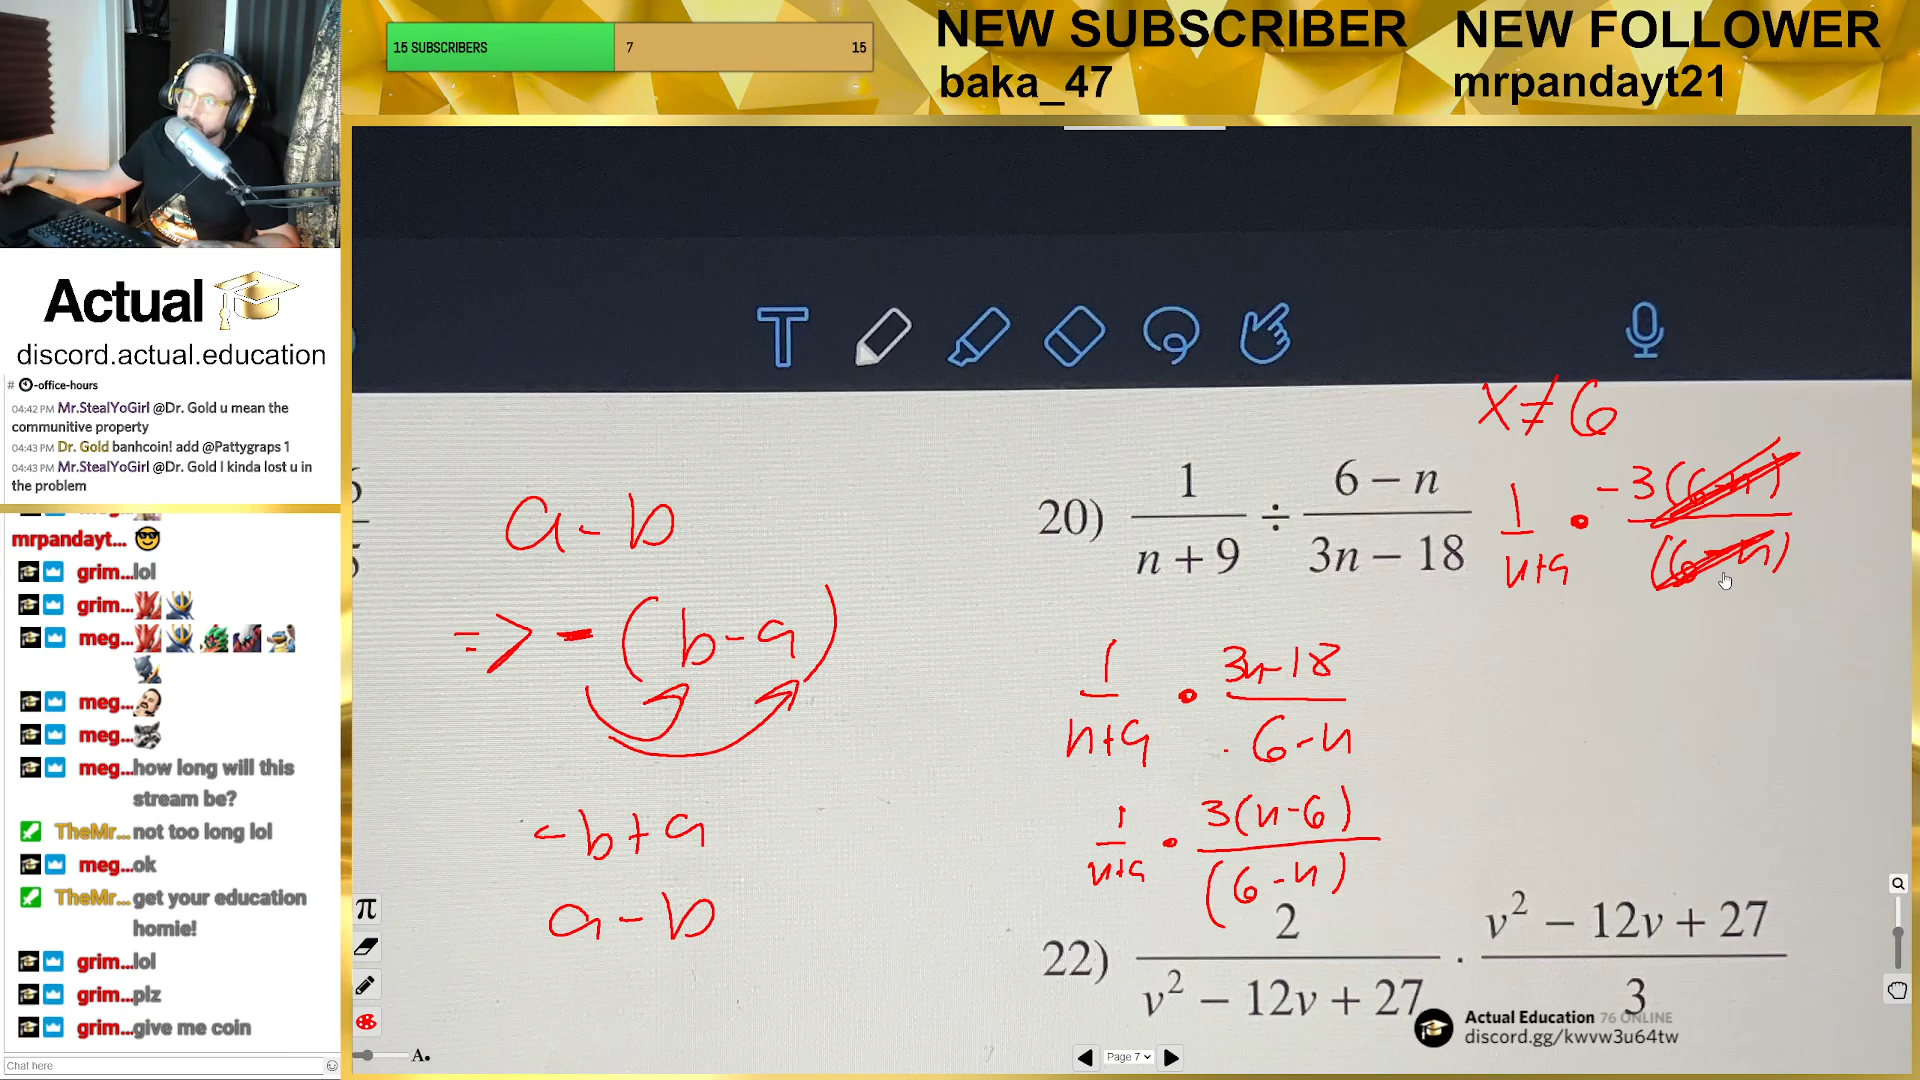 15 SUBSCRIBERS
7
15
NEW SUBSCRIBER
baka_47
NEW FOLLOWER
mrpandayt21
Actual
discord.actual.education
# -office-hours
04:42 PM Mr.StealYoGirl @Dr. Gold u mean the
communitive property
04:43 PM Dr. Gold banhcoin! add @Pattygraps 1
04:43 PM Mr.StealYoGirl @Dr. Gold I kinda lost u in
the problem
mrpandayt...
grim...lol
grim...
meg...
meg...
meg...
meg...how long will this
stream be?
TheMr...not too long lol
meg...ok
TheMr...get your education
homie!
grim...lol
grim...plz
grim...give me coin
Chat here
T
a - b
=> - (b - a)
- b + a
a - b
x ≠ 6
20) 1/(n + 9) ÷ (6 − n)/(3n − 18)
1/(n+9) • -3(6-n)/(6-n)
1/(n+9) • (3n-18)/(6-n)
1/(n+9) • 3(n-6)/(6-n)
22) 2/(v² − 12v + 27) · (v² − 12v + 27)/3
π
A.
Page 7
Actual Education 76 ONLINE
discord.gg/kwvw3u64tw